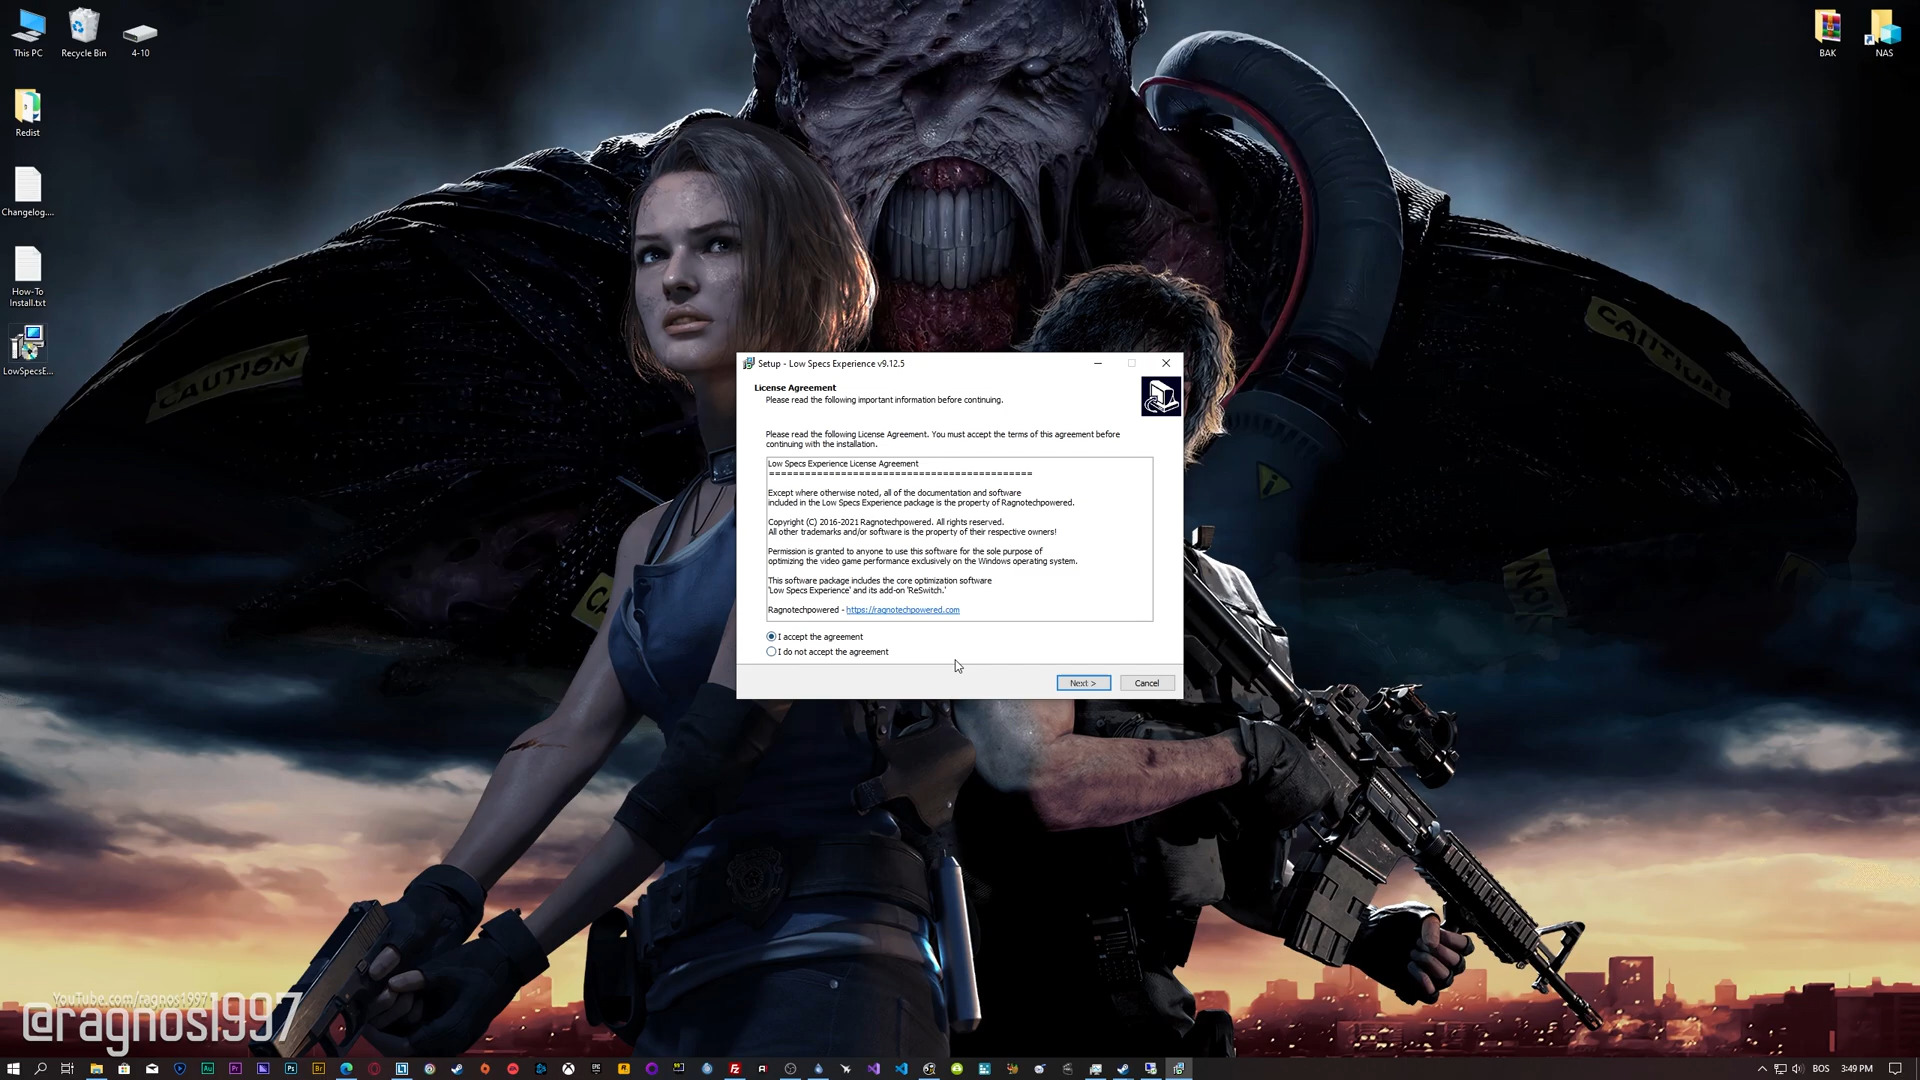 This PC
Recycle Bin
4-10
Redist
Changelog....
How-To
Install.txt
LowSpecsE...
BAK
NAS
CAUTION
CAUTION
Setup - Low Specs Experience v9.12.5
License Agreement
Please read the following important information before continuing.
Please read the following License Agreement. You must accept the terms of this agreement before
continuing with the installation.
Low Specs Experience License Agreement
============================================
Except where otherwise noted, all of the documentation and software
included in the Low Specs Experience package is the property of Ragnotechpowered.
Copyright (C) 2016-2021 Ragnotechpowered. All rights reserved.
All other trademarks and/or software is the property of their respective owners!
Permission is granted to anyone to use this software for the sole purpose of
optimizing the video game performance exclusively on the Windows operating system.
This software package includes the core optimization software
'Low Specs Experience' and its add-on 'ReSwitch.'
Ragnotechpowered - https://ragnotechpowered.com
I accept the agreement
I do not accept the agreement
Next >
Cancel
YouTube.com/ragnos1997
@ragnos1997
BOS
3:49 PM